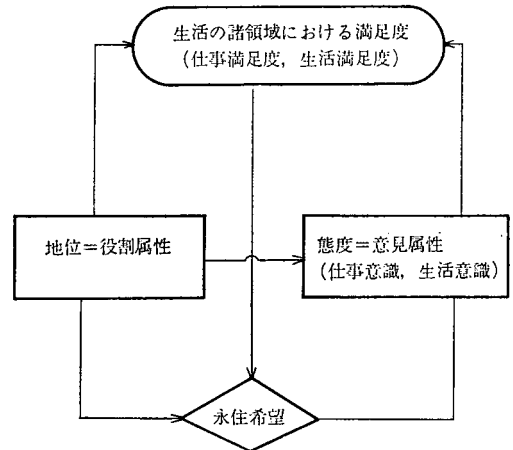 生活の諸領域における満足度
(仕事満足度，生活満足度)
地位＝役割属性
態度＝意見属性
(仕事意識，生活意識)
永住希望